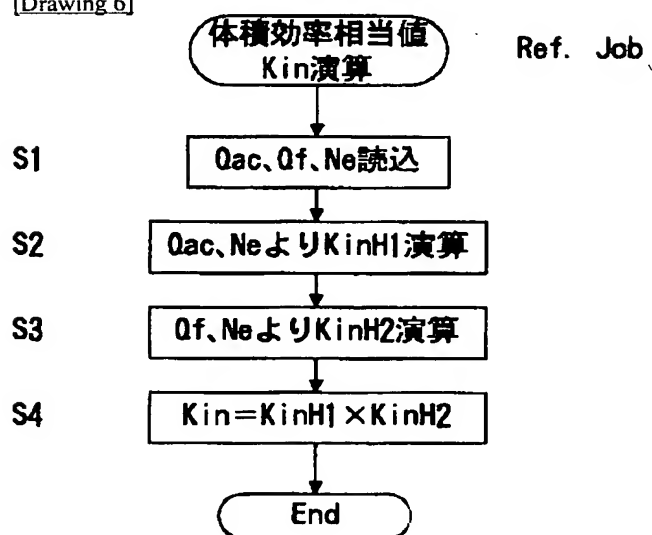 [Drawing 6]
体積効率相当値
Kin演算
Ref. Job
S1
Qac、Qf、Ne読込
S2
Qac、NeよりKinH1演算
S3
Qf、NeよりKinH2演算
S4
Kin=KinH1×KinH2
End